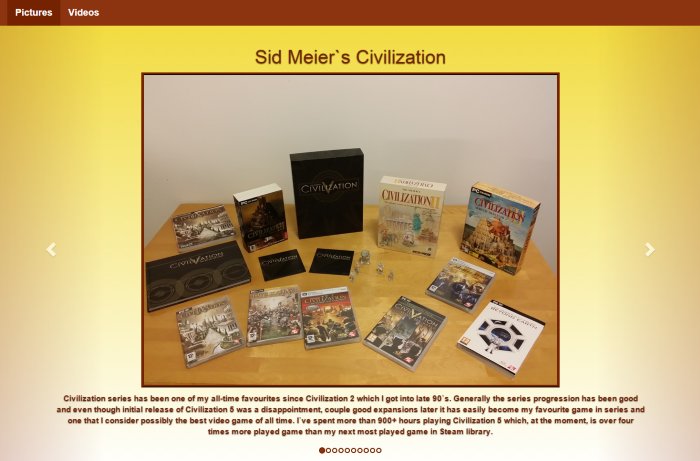 Pictures Videos
Sid Meier`s Civilization
CIVILIZATION
CIVILIZATION II
CIVILIZATION
CIVILIZATION
CIVILIZATION
CIVILIZATION
BEYOND EARTH
Civilization series has been one of my all-time favourites since Civilization 2 which I got into late 90`s. Generally the series progression has been good
and even though initial release of Civilization 5 was a disappointment, couple good expansions later it has easily become my favourite game in series and
one that I consider possibly the best video game of all time. I`ve spent more than 900+ hours playing Civilization 5 which, at the moment, is over four
times more played game than my next most played game in Steam library.